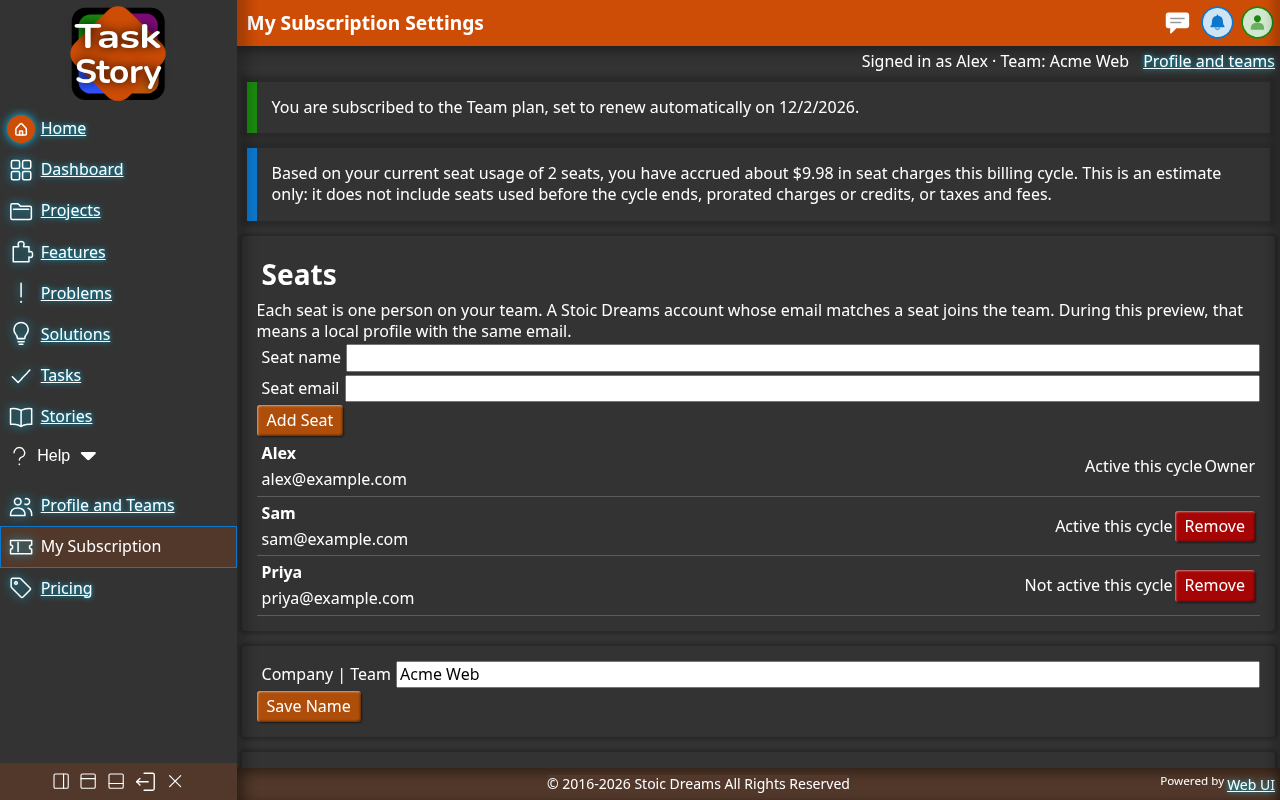 Task
Story
My Subscription Settings
Signed in as Alex · Team: Acme Web
Profile and teams
Home
Dashboard
Projects
Features
Problems
Solutions
Tasks
Stories
Help
Profile and Teams
My Subscription
Pricing
You are subscribed to the Team plan, set to renew automatically on 12/2/2026.
Based on your current seat usage of 2 seats, you have accrued about $9.98 in seat charges this billing cycle. This is an estimate
only: it does not include seats used before the cycle ends, prorated charges or credits, or taxes and fees.
Seats
Each seat is one person on your team. A Stoic Dreams account whose email matches a seat joins the team. During this preview, that
means a local profile with the same email.
Seat name
Seat email
Add Seat
Alex
alex@example.com
Active this cycle Owner
Sam
sam@example.com
Active this cycle Remove
Priya
priya@example.com
Not active this cycle Remove
Company | Team Acme Web
Save Name
© 2016-2026 Stoic Dreams All Rights Reserved
Powered by Web UI